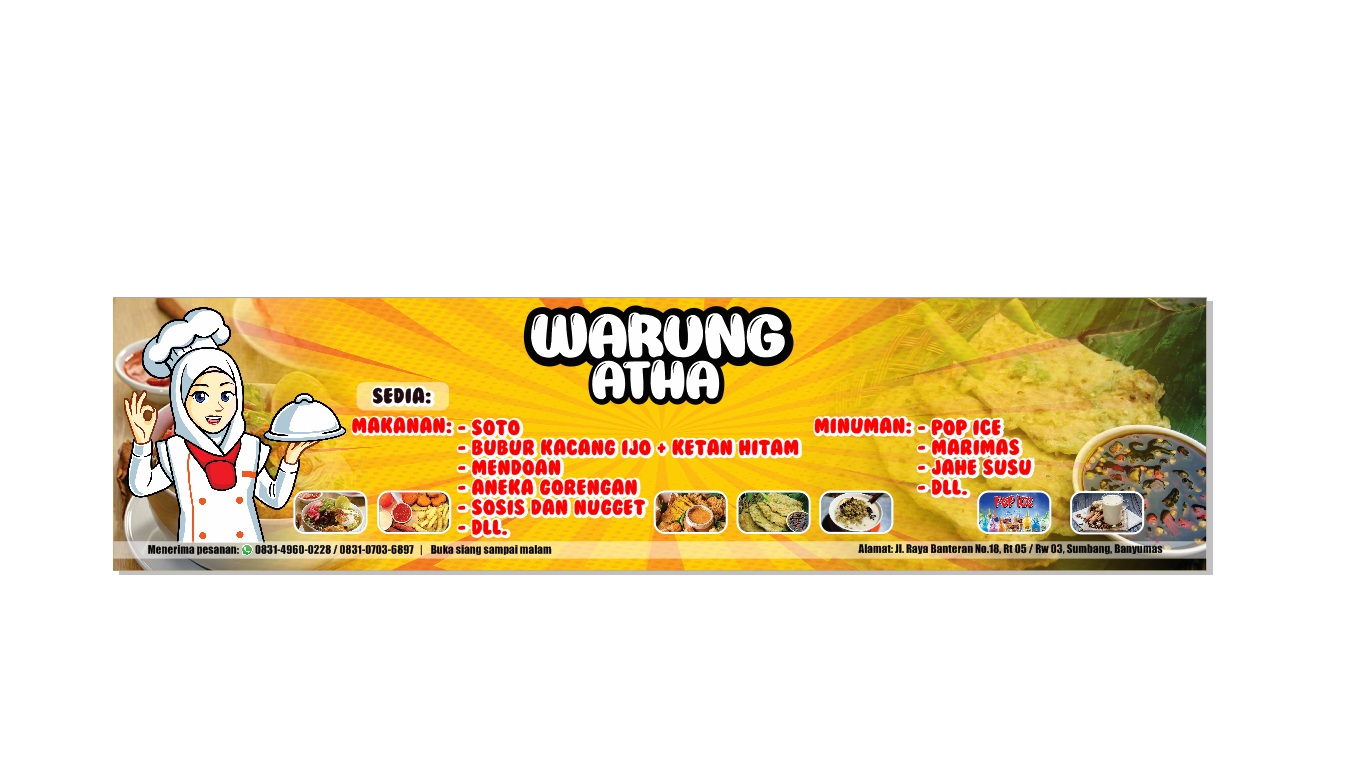 WARUNG
ATHA
SEDIA:
MAKANAN: - SOTO
- BUBUR KACANG IJO + KETAN HITAM
- MENDOAN
- ANEKA GORENGAN
- SOSIS DAN NUGGET
- DLL.
MINUMAN: - POP ICE
- MARIMAS
- JAHE SUSU
- DLL.
POP ICE
Menerima pesanan: 0831-4960-0228 / 0831-0703-6897 | Buka siang sampai malam
Alamat: Jl. Raya Banteran No.18, Rt 05 / Rw 03, Sumbang, Banyumas